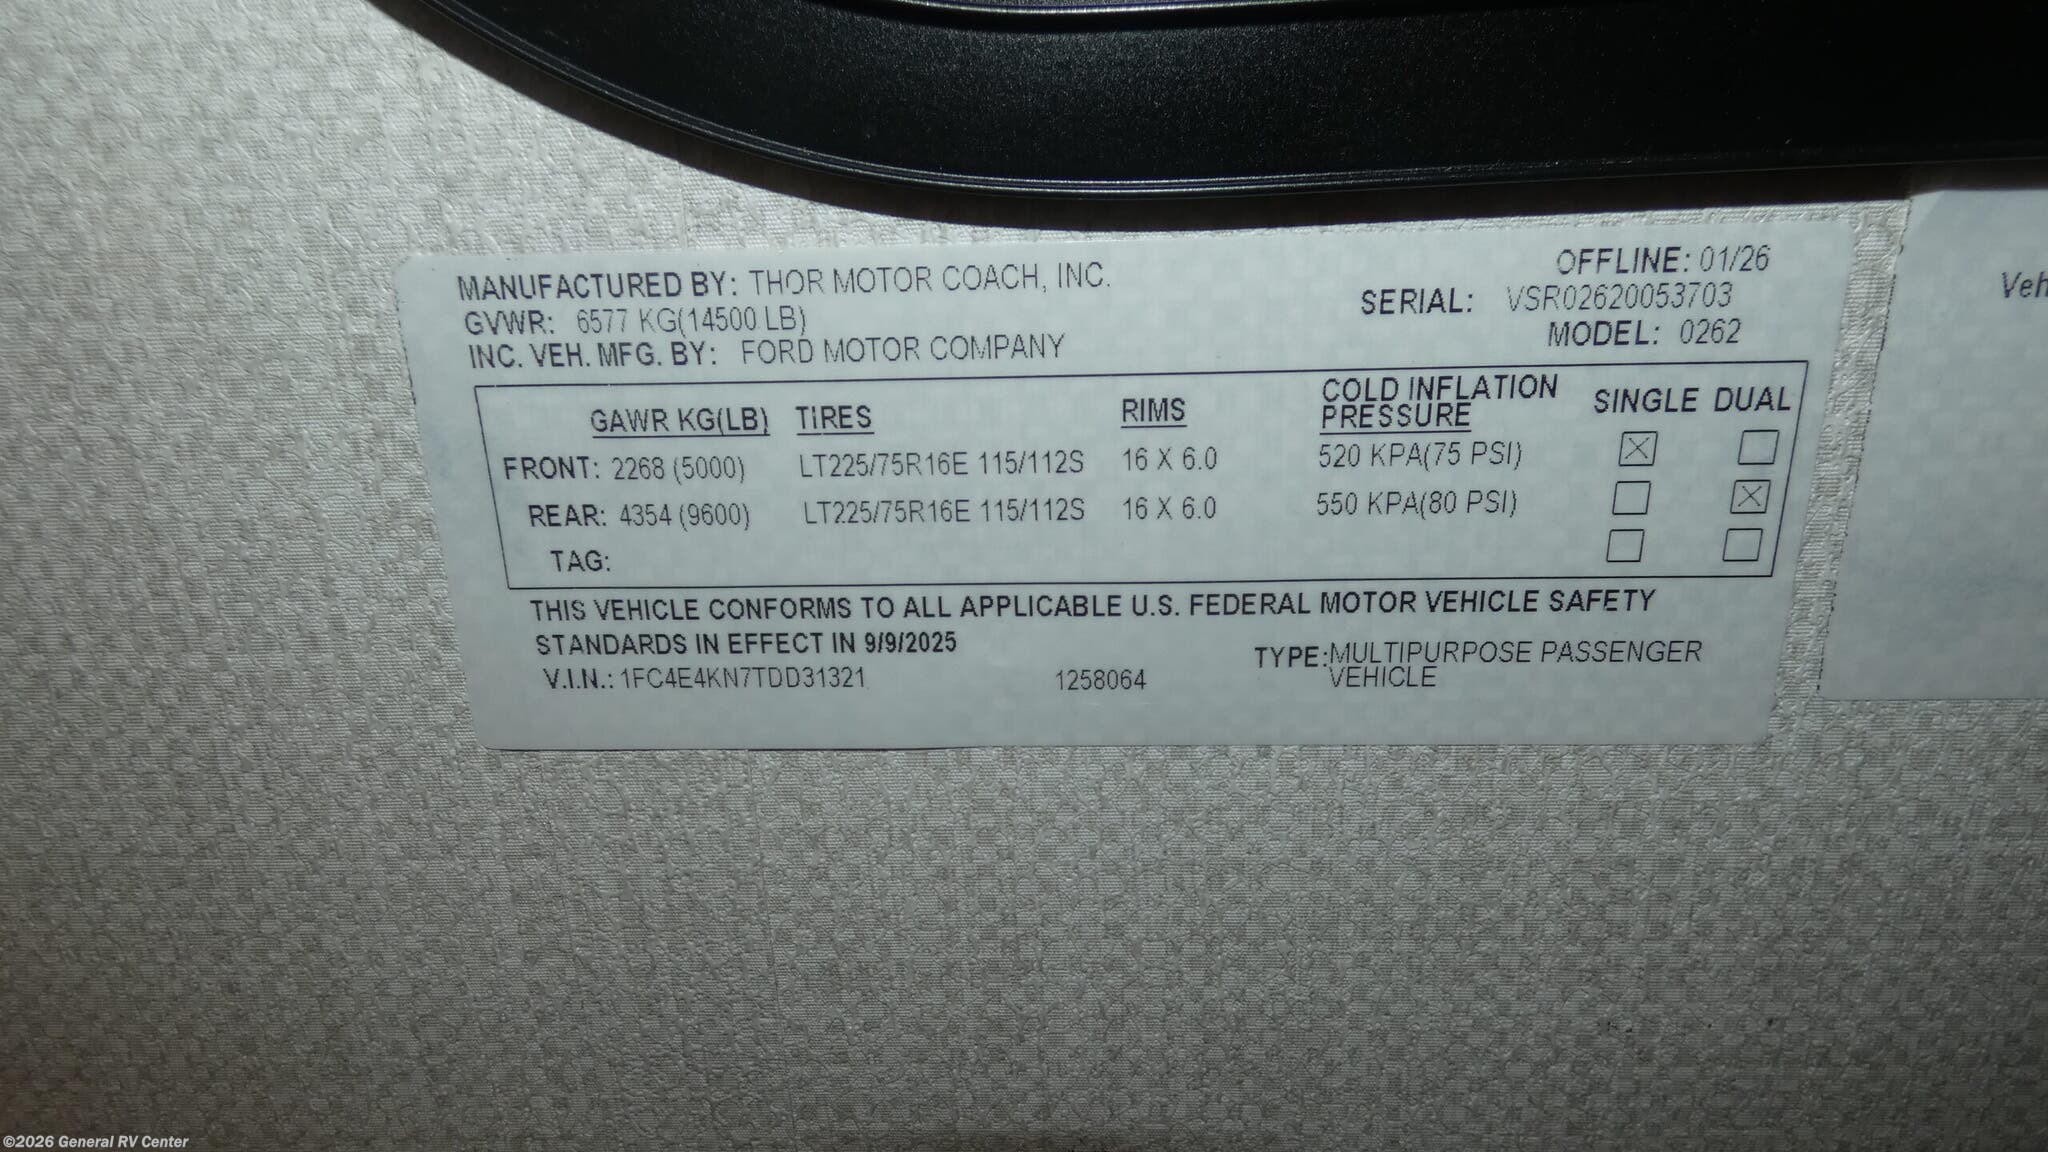 MANUFACTURED BY: THOR MOTOR COACH, INC.
OFFLINE: 01/26
GVWR: 6577 KG(14500 LB)
SERIAL: VSR02620053703
INC. VEH. MFG. BY: FORD MOTOR COMPANY
MODEL: 0262
GAWR KG(LB) TIRES RIMS COLD INFLATION PRESSURE SINGLE DUAL
FRONT: 2268 (5000) LT225/75R16E 115/112S 16 X 6.0 520 KPA(75 PSI) ☒ ☐
REAR: 4354 (9600) LT225/75R16E 115/112S 16 X 6.0 550 KPA(80 PSI) ☐ ☒
TAG: ☐ ☐
THIS VEHICLE CONFORMS TO ALL APPLICABLE U.S. FEDERAL MOTOR VEHICLE SAFETY
STANDARDS IN EFFECT IN 9/9/2025
V.I.N.: 1FC4E4KN7TDD31321 1258064 TYPE: MULTIPURPOSE PASSENGER
VEHICLE
Veh
©2026 General RV Center